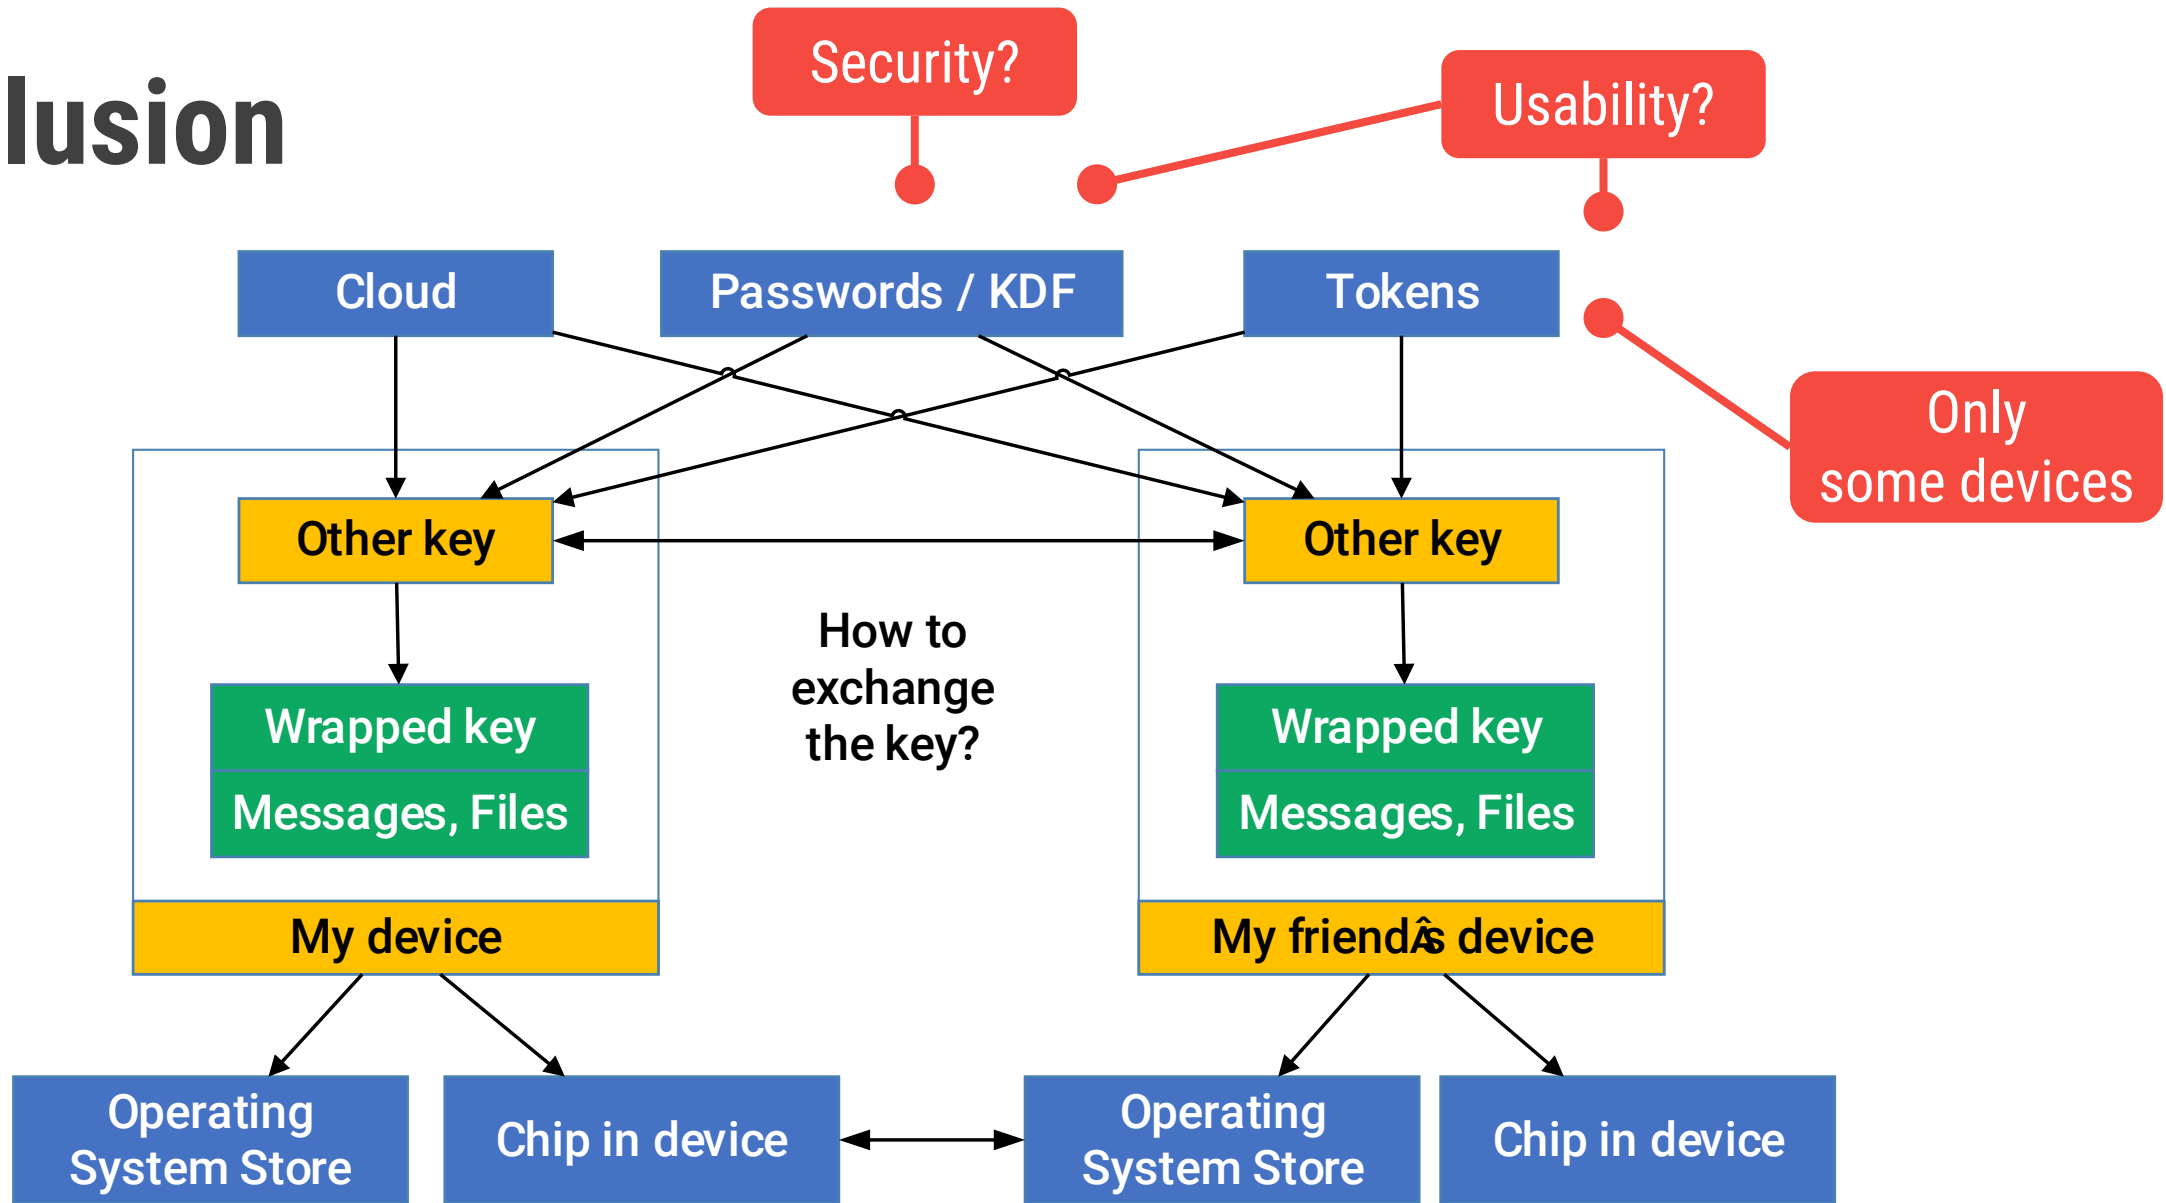 lusion
Security?
Usability?
Cloud
Passwords / KDF
Tokens
Only
some devices
Other key
Other key
How to
exchange
the key?
Wrapped key
Messages, Files
Wrapped key
Messages, Files
My device
My friendÂs device
Operating
System Store
Chip in device
Operating
System Store
Chip in device